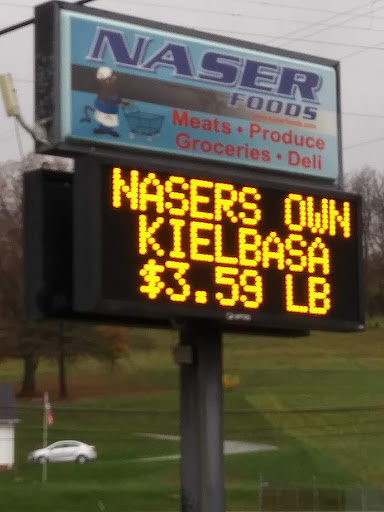 NASER
FOODS
Meats • Produce
Groceries • Deli
NASERS OWN
KIELBASA
$3.59 LB